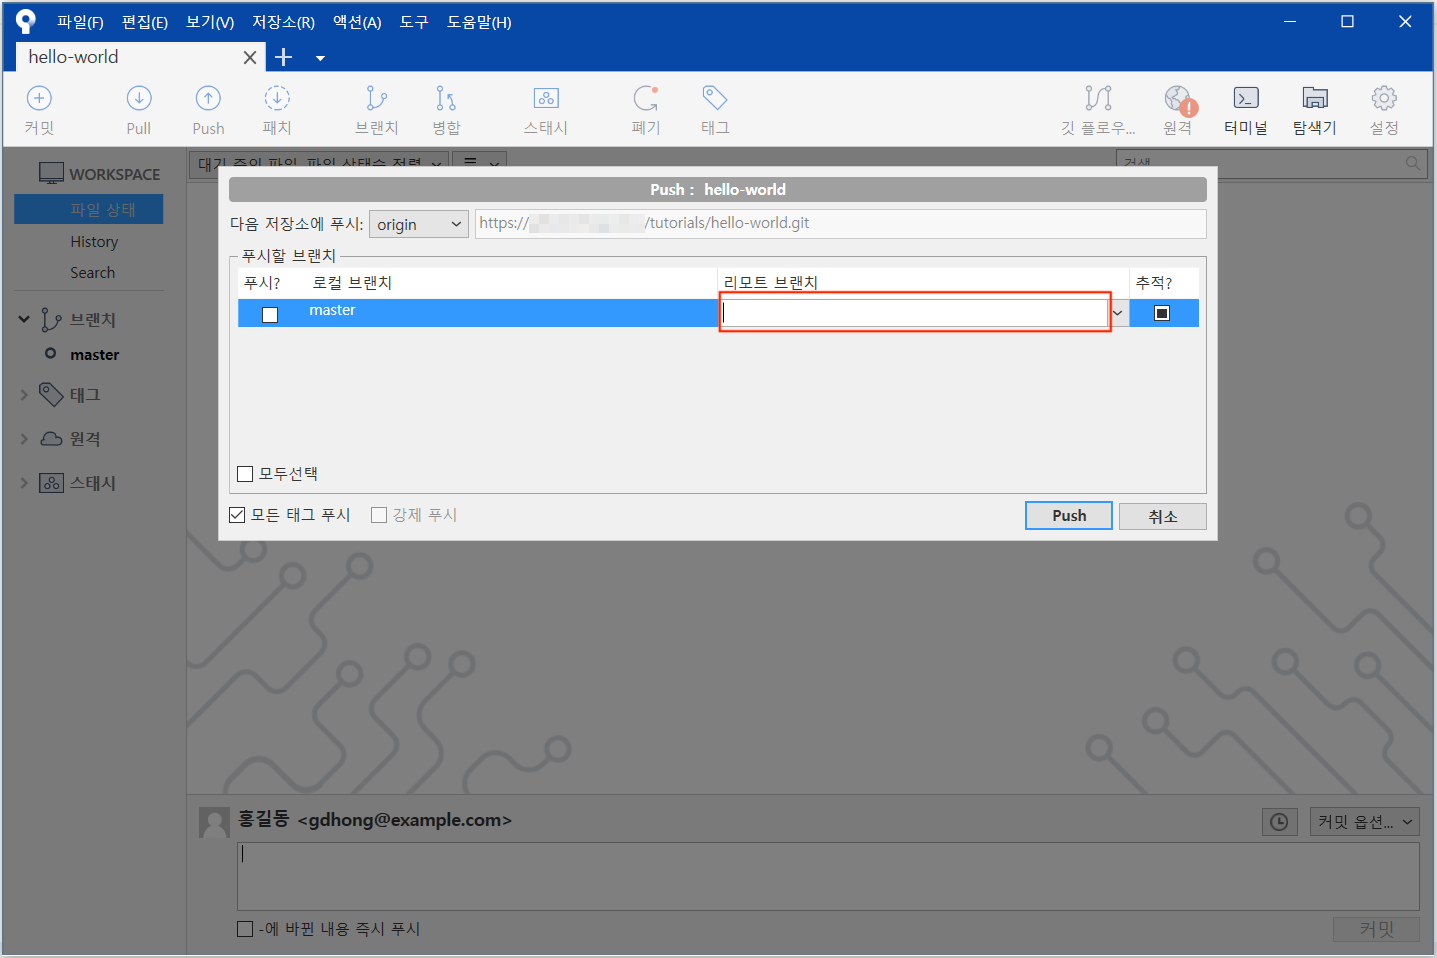 파일(F) 편집(E) 보기(V) 저장소(R) 액션(A) 도구 도움말(H)
hello-world
커밋 Pull Push 패치 브랜치 병합 스태시 폐기 태그 깃 플로우... 원격 터미널 탐색기 설정
WORKSPACE
대기 중인 파일, 파일 상태순 정렬
검색
파일 상태
History
Search
브랜치
master
태그
원격
스태시
Push : hello-world
다음 저장소에 푸시: origin https:// /tutorials/hello-world.git
푸시할 브랜치
푸시? 로컬 브랜치 리모트 브랜치 추적?
master
모두선택
모든 태그 푸시 강제 푸시 Push 취소
홍길동 <gdhong@example.com>
커밋 옵션...
-에 바뀐 내용 즉시 푸시
커밋